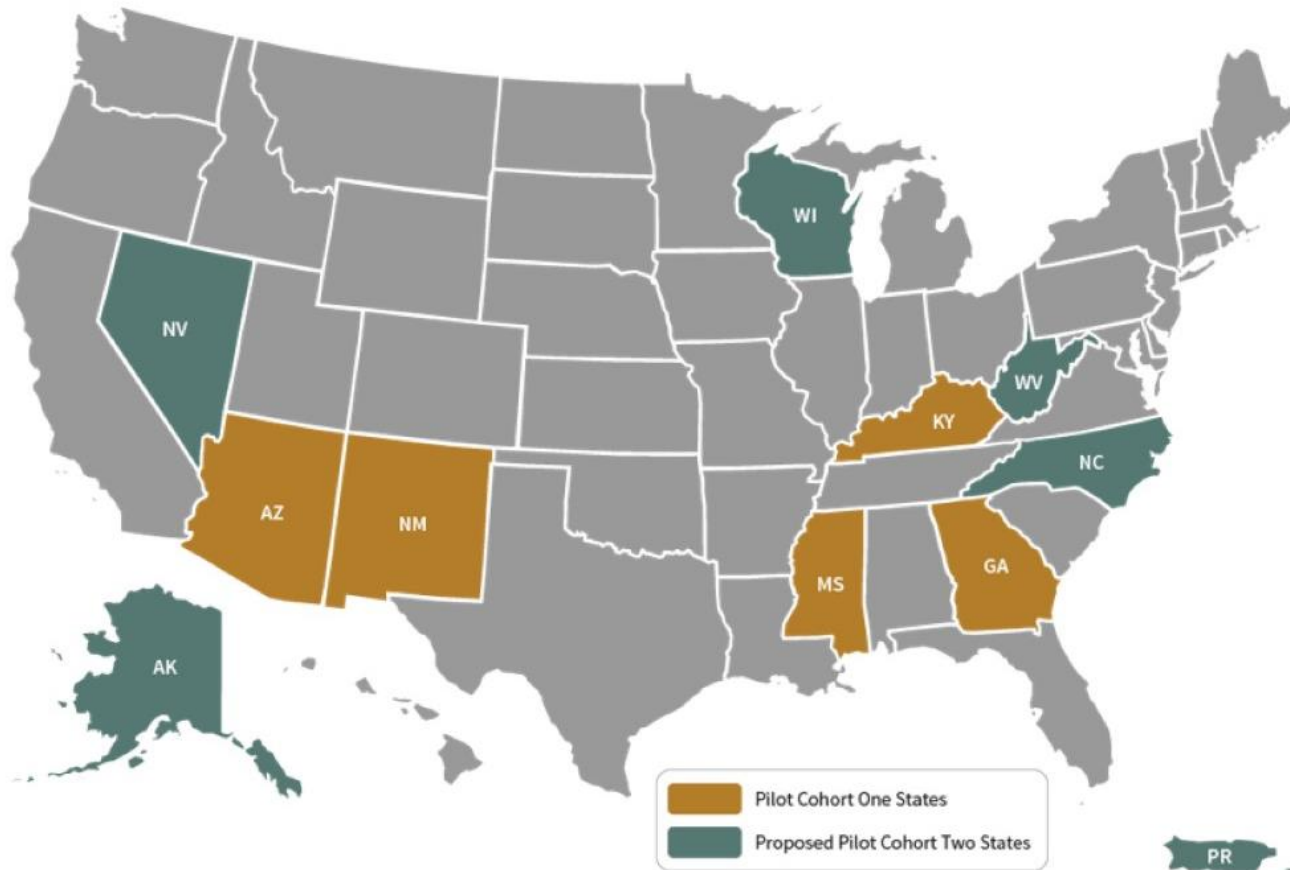 WI
NV
WV
KY
NC
AZ
NM
MS
GA
AK
Pilot Cohort One States
Proposed Pilot Cohort Two States
PR